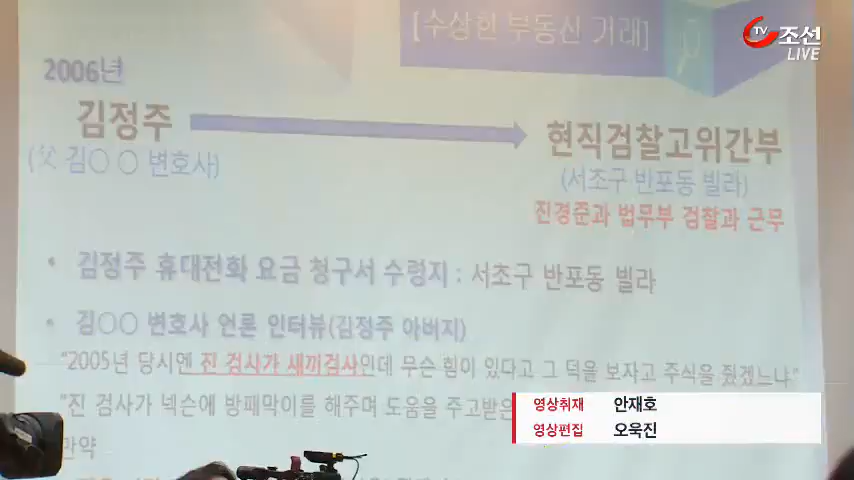 [수상한 부동산 거래]
TV조선
LIVE
2006년
김정주
현직검찰고위간부
(父 김○○ 변호사)
(서초구 반포동 빌라)
진경준과 법무부 검찰과 근무
• 김정주 휴대전화 요금 청구서 수령지 : 서초구 반포동 빌라
• 김○○ 변호사 언론 인터뷰(김정주 아버지)
"2005년 당시엔 진 검사가 새끼검사인데 무슨 힘이 있다고 그 덕을 보자고 주식을 줬겠느냐"
"진 검사가 넥슨에 방패막이를 해주며 도움을 주고받은
만약
영상취재 안재호
영상편집 오욱진